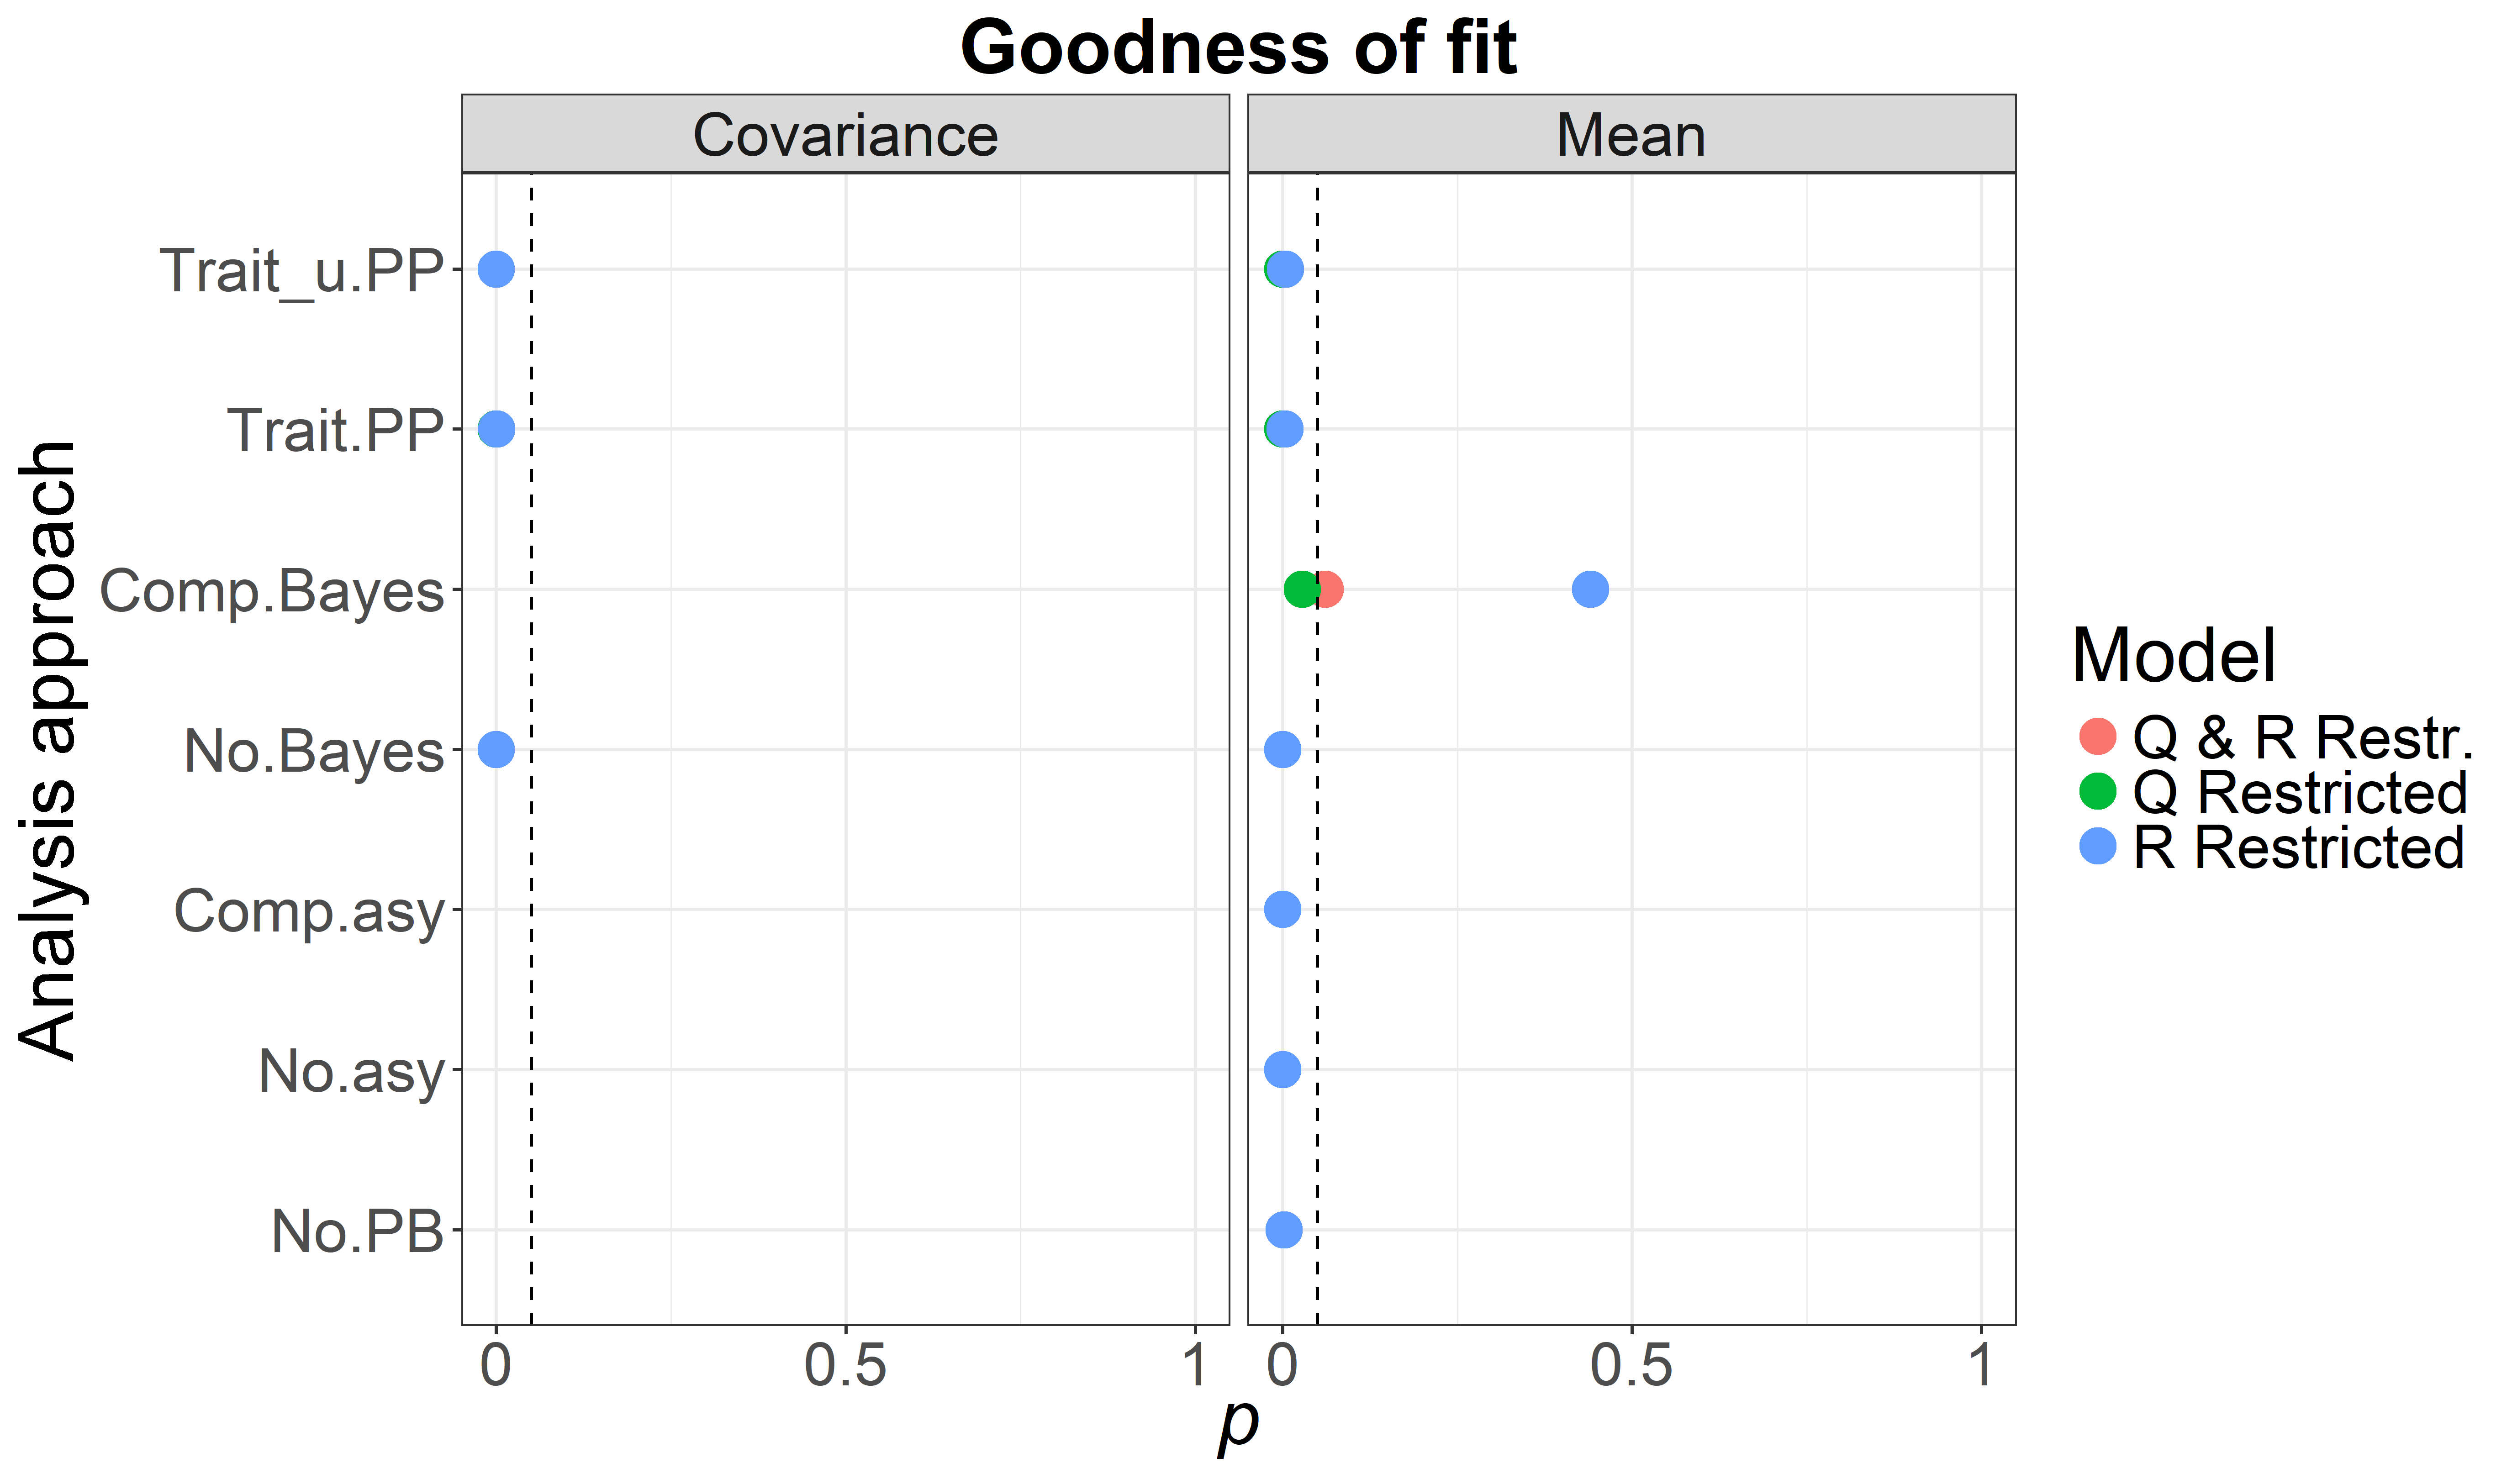 Goodness of fit
Covariance
Mean
Analysis approach
Trait_u.PP
Trait.PP
Comp.Bayes
No.Bayes
Comp.asy
No.asy
No.PB
0 0.5 1
0 0.5 1
p
Model
Q & R Restr.
Q Restricted
R Restricted